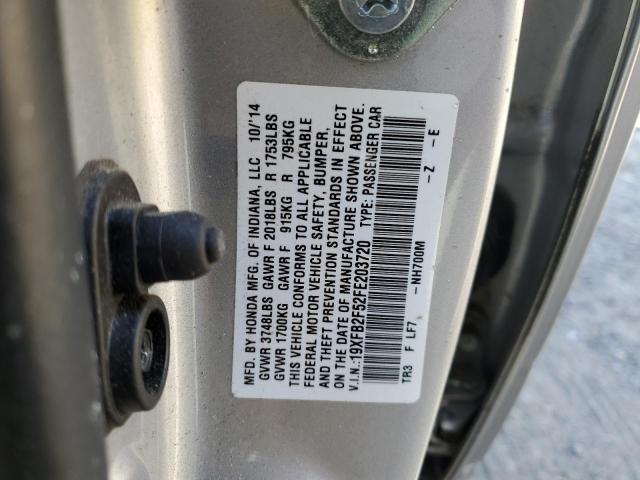 MFD. BY HONDA MFG. OF INDIANA, LLC 10/'14
GVWR 3748LBS GAWR F 2018LBS R 1753LBS
GVWR 1700KG GAWR F 915KG R 795KG
THIS VEHICLE CONFORMS TO ALL APPLICABLE
FEDERAL MOTOR VEHICLE SAFETY, BUMPER,
AND THEFT PREVENTION STANDARDS IN EFFECT
ON THE DATE OF MANUFACTURE SHOWN ABOVE.
V.I.N.:19XFB2F52FE203720 TYPE: PASSENGER CAR
TR3 F LF7 –NH700M –Z –E